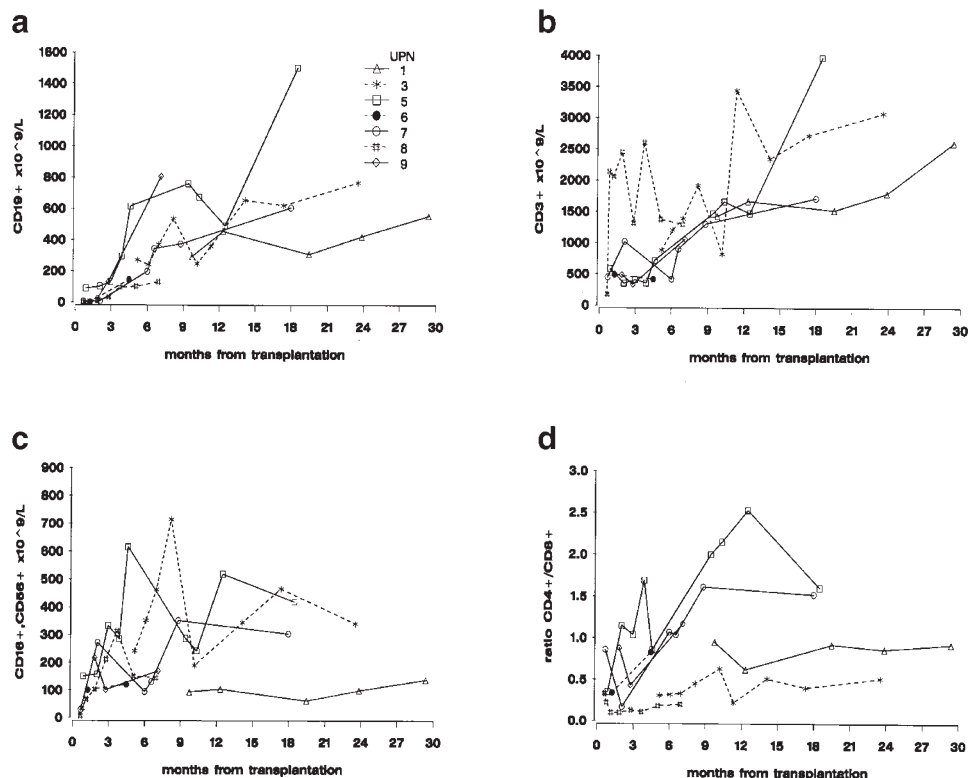 a
CD19+ x10^9/L
1600
1400
1200
1000
800
600
400
200
0
0 3 6 9 12 15 18 21 24 27 30
months from transplantation
UPN
1
3
5
6
7
8
9
b
CD3+ x10^9/L
4000
3500
3000
2500
2000
1500
1000
500
0
0 3 6 9 12 15 18 21 24 27 30
months from transplantation
c
CD16+,CD56+ x10^9/L
900
800
700
600
500
400
300
200
100
0
0 3 6 9 12 15 18 21 24 27 30
months from transplantation
d
ratio CD4+/CD8+
3.0
2.5
2.0
1.5
1.0
0.5
0.0
0 3 6 9 12 15 18 21 24 27 30
months from transplantation